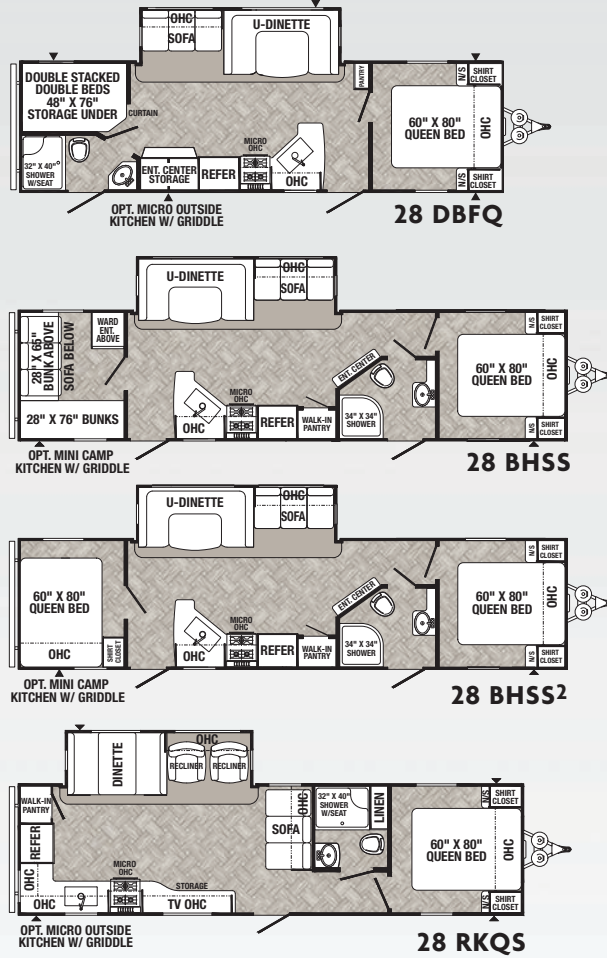 OHC
SOFA
U-DINETTE
DOUBLE STACKED
DOUBLE BEDS
48" X 76"
STORAGE UNDER
CURTAIN
PANTRY
N/S
SHIRT
CLOSET
60" X 80"
QUEEN BED
OHC
32" X 40"
SHOWER
W/SEAT
ENT. CENTER
STORAGE
REFER
MICRO
OHC
OHC
N/S
SHIRT
CLOSET
OPT. MICRO OUTSIDE
KITCHEN W/ GRIDDLE
28 DBFQ
U-DINETTE
OHC
SOFA
28" X 65"
BUNK ABOVE
SOFA BELOW
WARD
ENT.
ABOVE
N/S
SHIRT
CLOSET
60" X 80"
QUEEN BED
OHC
ENT. CENTER
MICRO
OHC
28" X 76" BUNKS
OHC
REFER
WALK-IN
PANTRY
34" X 34"
SHOWER
N/S
SHIRT
CLOSET
OPT. MINI CAMP
KITCHEN W/ GRIDDLE
28 BHSS
U-DINETTE
OHC
SOFA
N/S
SHIRT
CLOSET
60" X 80"
QUEEN BED
60" X 80"
QUEEN BED
OHC
ENT. CENTER
MICRO
OHC
OHC
SHIRT
CLOSET
OHC
REFER
WALK-IN
PANTRY
34" X 34"
SHOWER
N/S
SHIRT
CLOSET
OPT. MINI CAMP
KITCHEN W/ GRIDDLE
28 BHSS²
DINETTE
OHC
RECLINER
RECLINER
WALK-IN
PANTRY
OHC
SOFA
32" X 40"
SHOWER
W/SEAT
LINEN
N/S
SHIRT
CLOSET
REFER
60" X 80"
QUEEN BED
OHC
MICRO
OHC
OHC
STORAGE
OHC
TV OHC
N/S
SHIRT
CLOSET
OPT. MICRO OUTSIDE
KITCHEN W/ GRIDDLE
28 RKQS